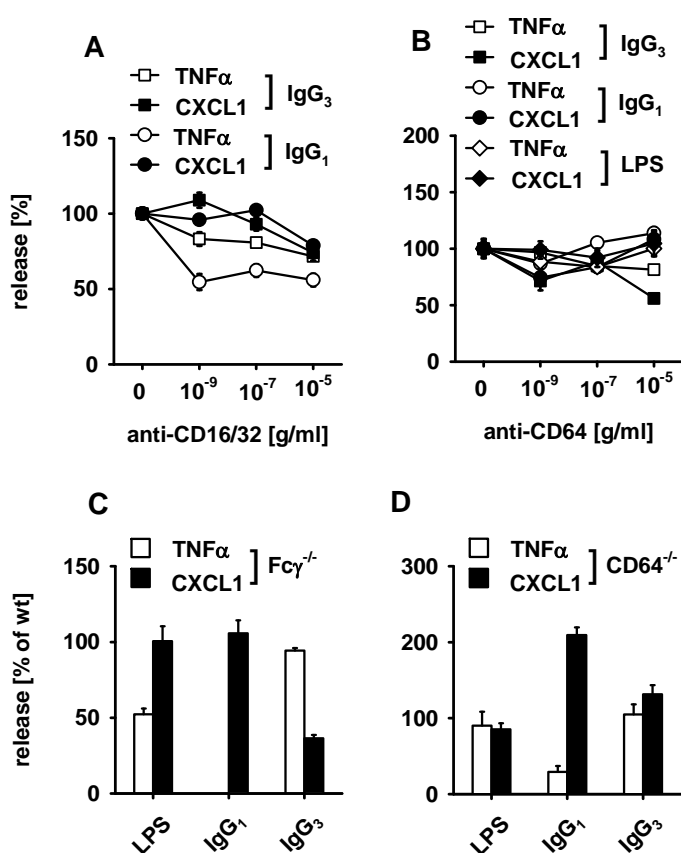 A
TNFα
CXCL1
IgG₃
TNFα
CXCL1
IgG₁
150
100
50
0
release [%]
0 10⁻⁹ 10⁻⁷ 10⁻⁵
anti-CD16/32 [g/ml]
B
TNFα
CXCL1
IgG₃
TNFα
CXCL1
IgG₁
TNFα
CXCL1
LPS
200
150
100
50
0
0 10⁻⁹ 10⁻⁷ 10⁻⁵
anti-CD64 [g/ml]
C
TNFα
CXCL1
Fcγ⁻/⁻
150
100
50
0
release [% of wt]
LPS IgG₁ IgG₃
D
TNFα
CXCL1
CD64⁻/⁻
300
200
100
0
LPS IgG₁ IgG₃